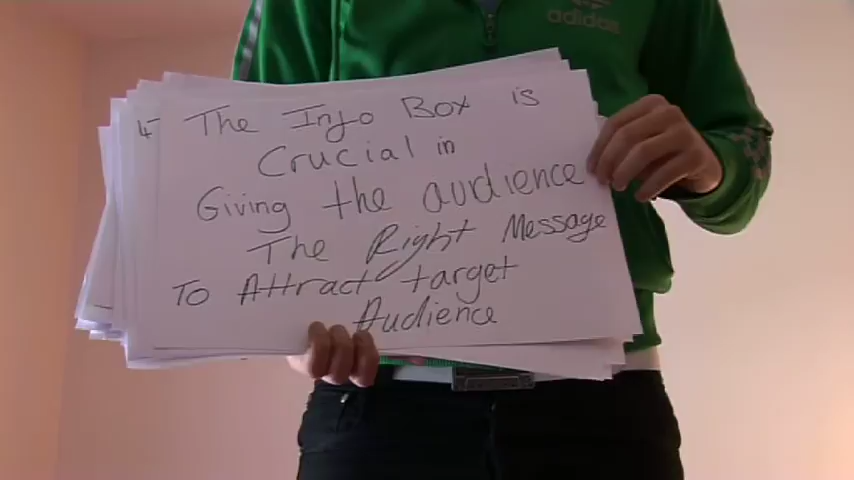 adidas
4
The Info Box is
Crucial in
Giving the audience
The Right Message
To Attract target
Audience